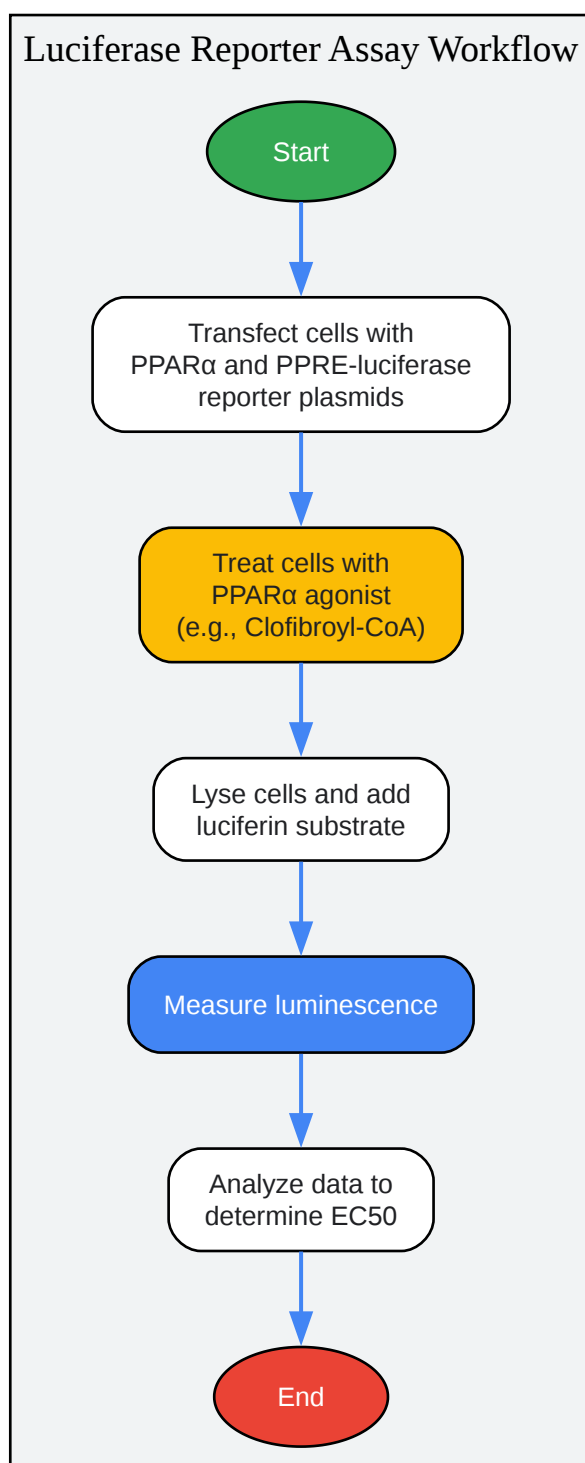 Luciferase Reporter Assay Workflow
Start
Transfect cells with
PPARα and PPRE-luciferase
reporter plasmids
Treat cells with
PPARα agonist
(e.g., Clofibroyl-CoA)
Lyse cells and add
luciferin substrate
Measure luminescence
Analyze data to
determine EC50
End